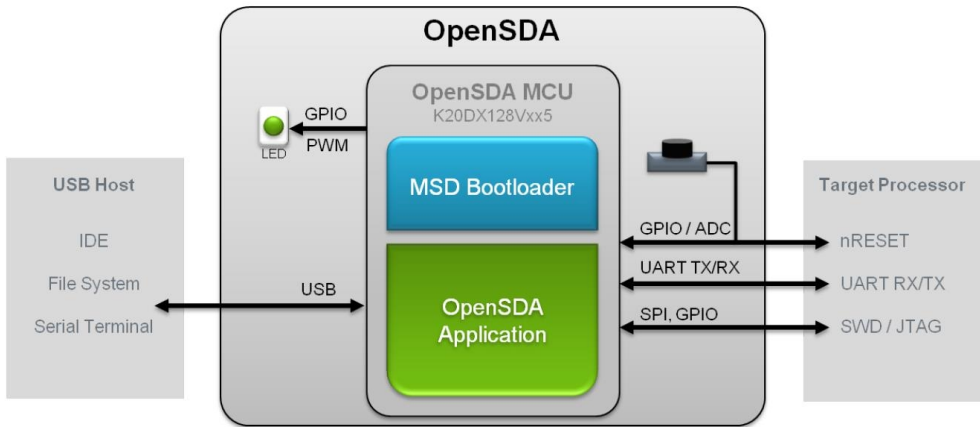 OpenSDA
OpenSDA MCU
K20DX128Vxx5
GPIO
PWM
LED
MSD Bootloader
USB Host
IDE
File System
Serial Terminal
USB
OpenSDA
Application
GPIO / ADC
UART TX/RX
SPI, GPIO
Target Processor
nRESET
UART RX/TX
SWD / JTAG